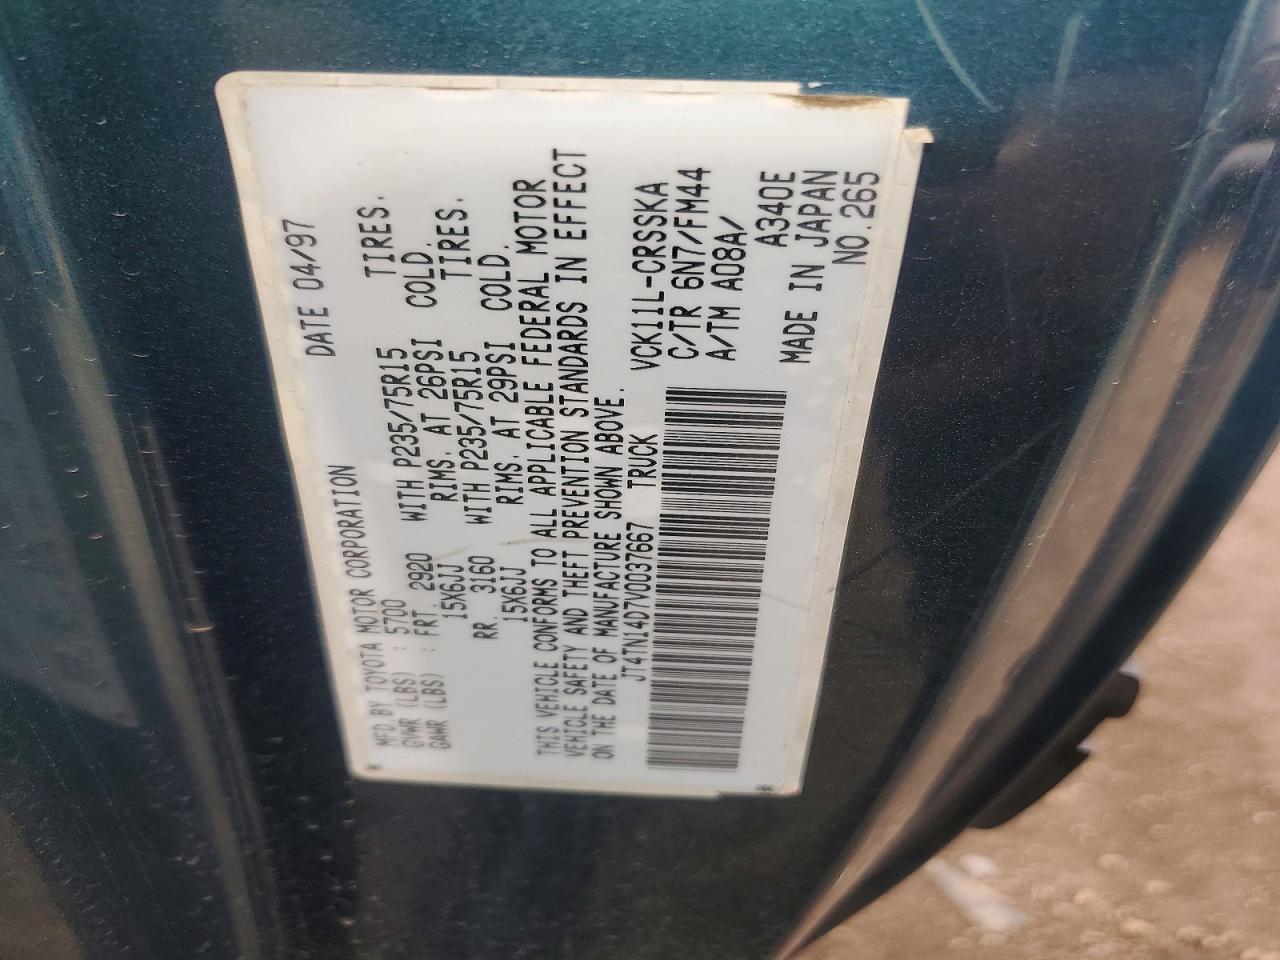 MFD. BY TOYOTA MOTOR CORPORATION DATE 04/97
GVWR (LBS) : 5700
GAWR (LBS) : FRT. 2920 WITH P235/75R15 TIRES.
15X6JJ RIMS. AT 26PSI COLD.
RR. 3160 WITH P235/75R15 TIRES.
15X6JJ RIMS. AT 29PSI COLD.
THIS VEHICLE CONFORMS TO ALL APPLICABLE FEDERAL MOTOR
VEHICLE SAFETY AND THEFT PREVENTION STANDARDS IN EFFECT
ON THE DATE OF MANUFACTURE SHOWN ABOVE.
JT4TN14D7V0037667 TRUCK
VCK11L-CRSSKA
C/TR 6N7/FM44
A/TM A08A/
A340E
MADE IN JAPAN
NO.265